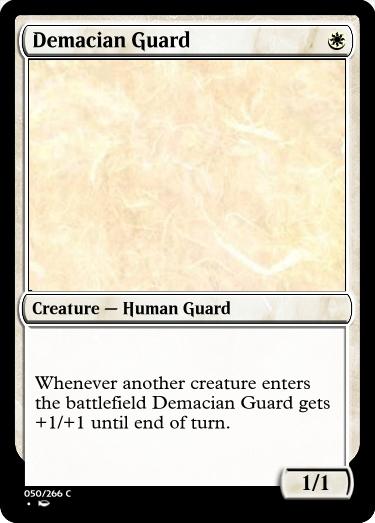 Demacian Guard
Creature — Human Guard
Whenever another creature enters
the battlefield Demacian Guard gets
+1/+1 until end of turn.
1/1
050/266 C